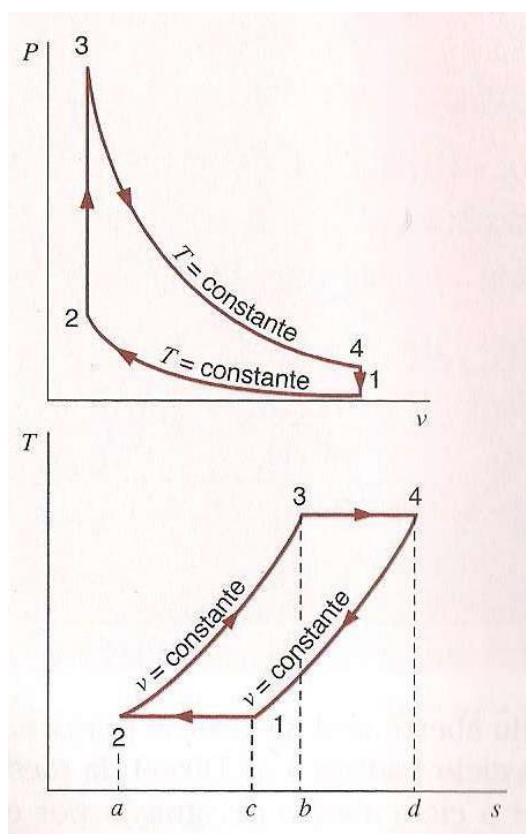 P
3
T = constante
2
4
T = constante
1
v
T
3
4
v = constante
v = constante
2
1
a
c
b
d
s